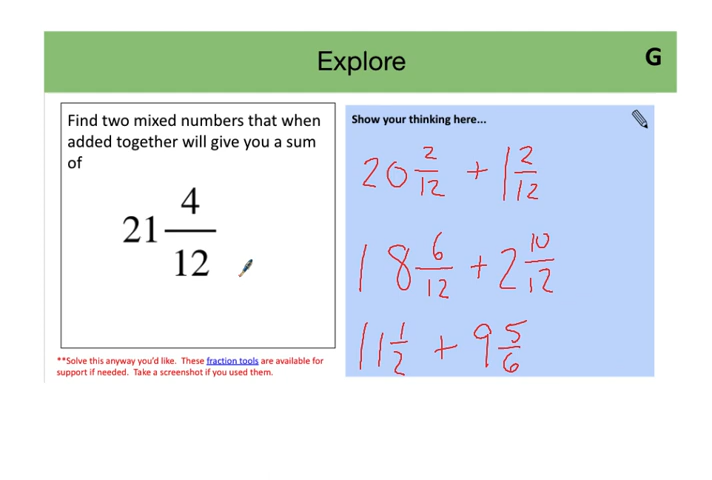 Explore
G
Find two mixed numbers that when
added together will give you a sum
of
21 4/12
**Solve this anyway you'd like. These fraction tools are available for
support if needed. Take a screenshot if you used them.
Show your thinking here...
20 2/12 + 1 2/12
18 6/12 + 2 10/12
11 1/2 + 9 5/6